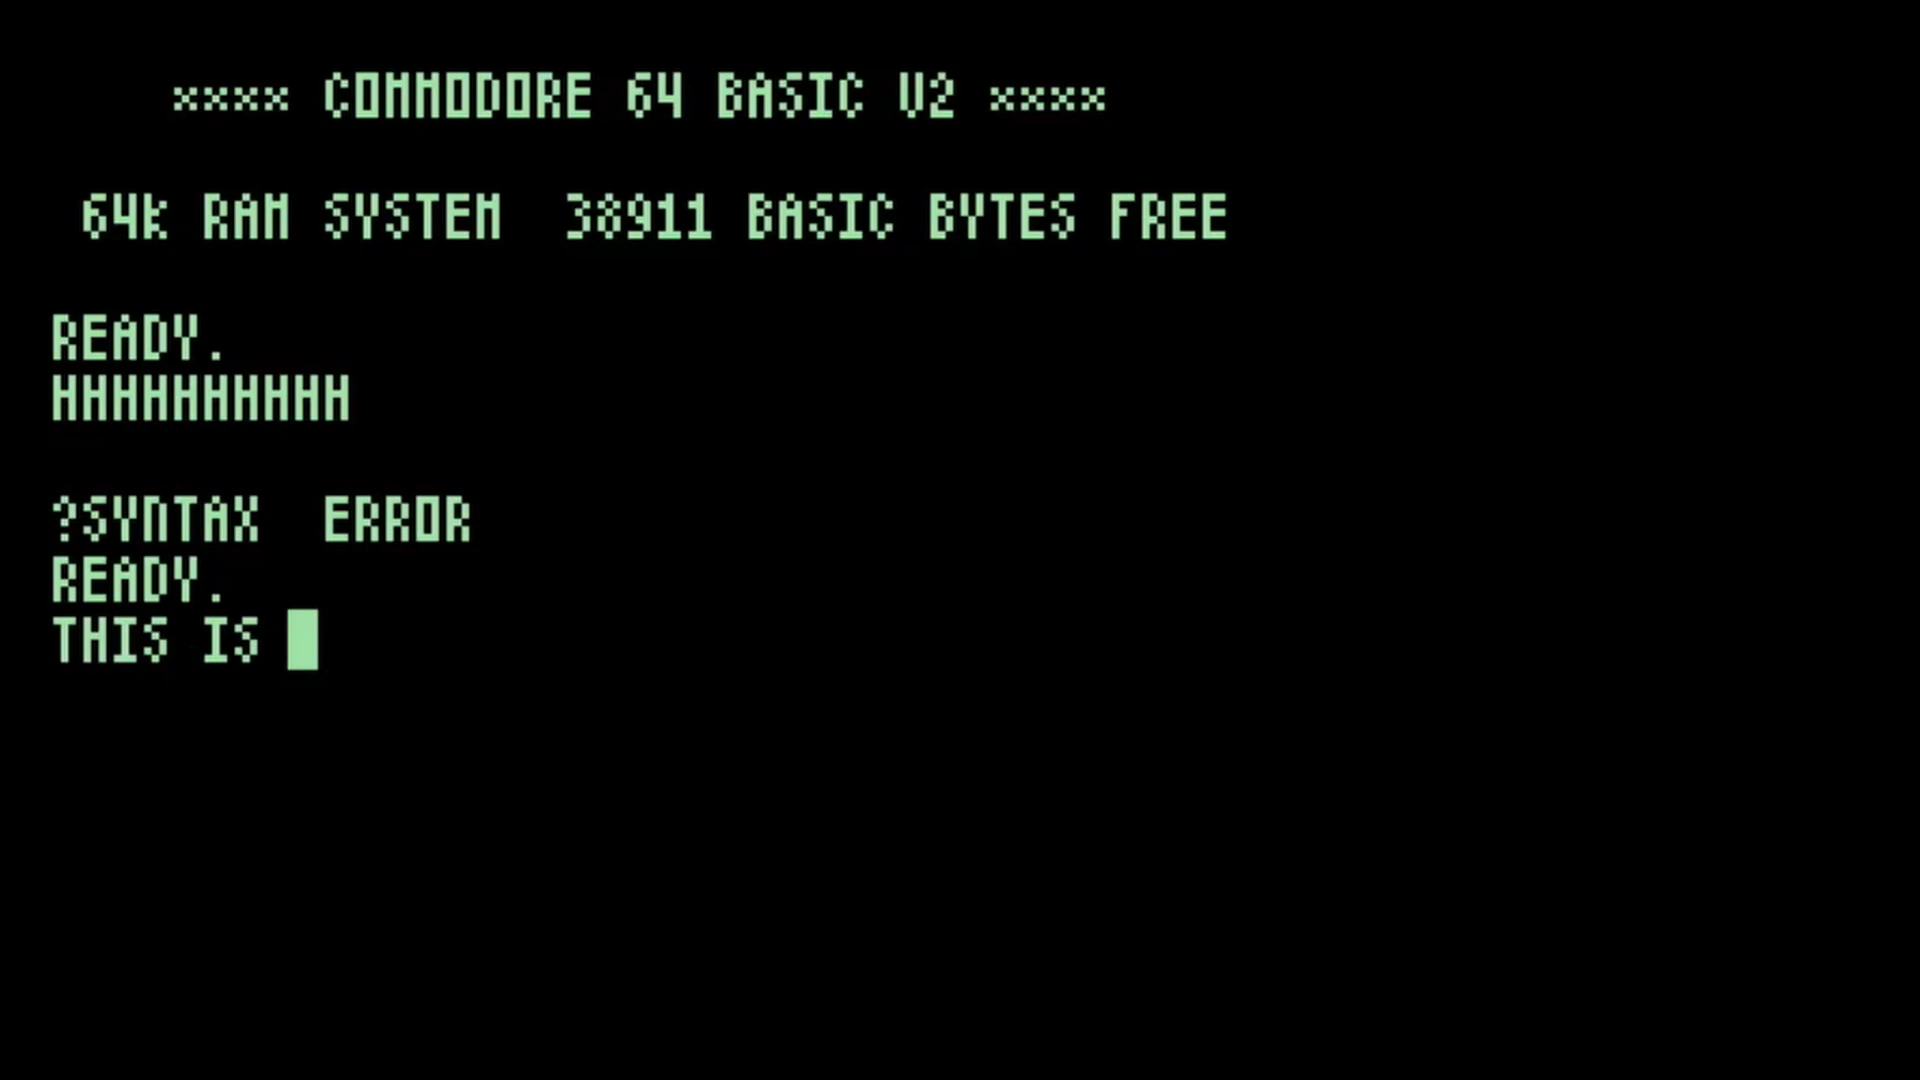 **** COMMODORE 64 BASIC V2 ****
64K RAM SYSTEM  38911 BASIC BYTES FREE
READY.
HHHHHHHHHH
?SYNTAX  ERROR
READY.
THIS IS